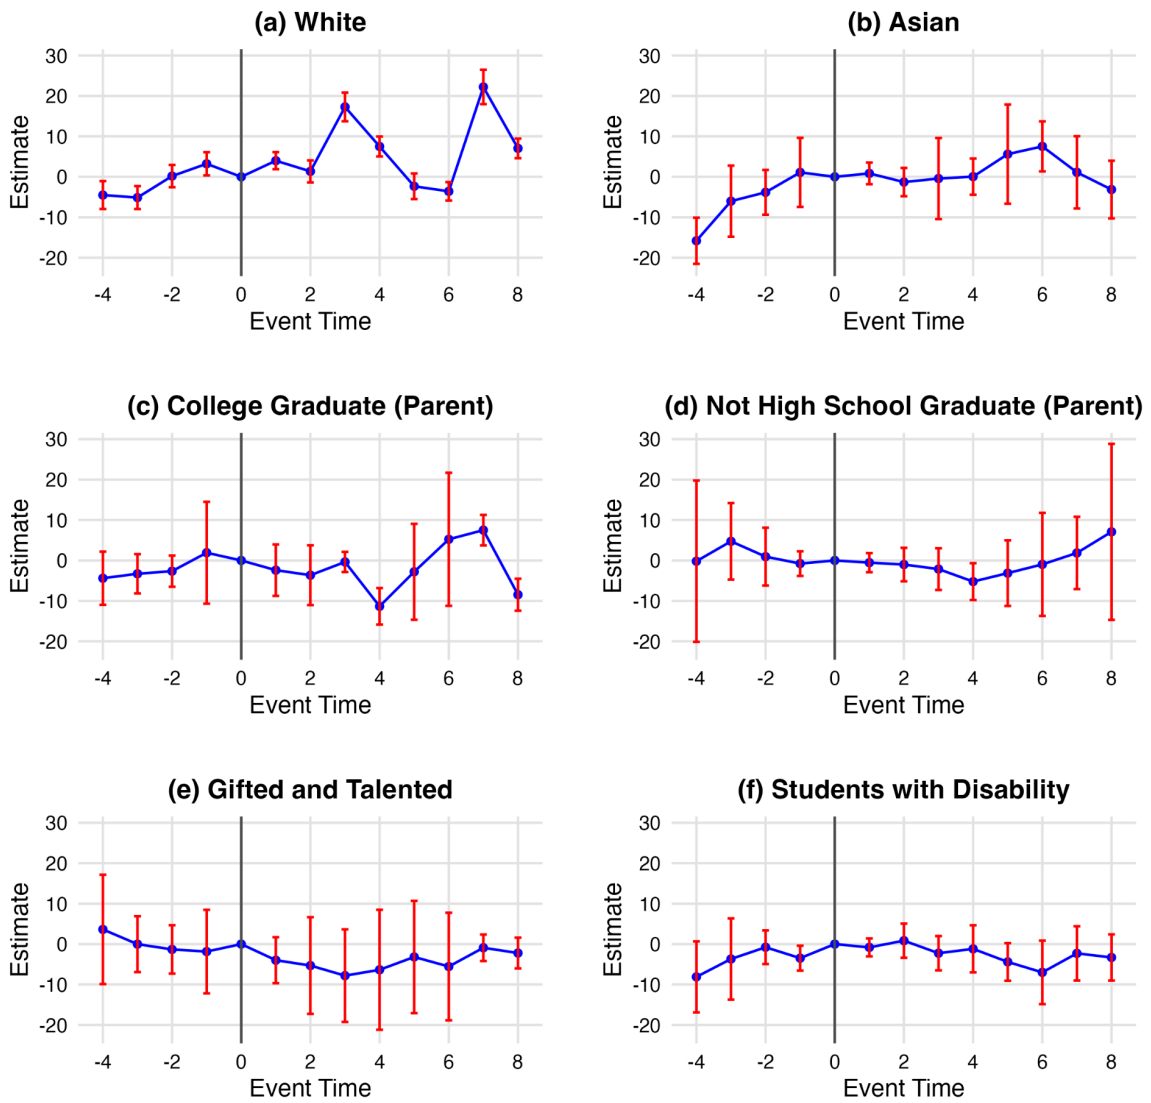 (a) White
Estimate
30
20
10
0
-10
-20
-4 -2 0 2 4 6 8
Event Time
(b) Asian
Estimate
30
20
10
0
-10
-20
-4 -2 0 2 4 6 8
Event Time
(c) College Graduate (Parent)
Estimate
30
20
10
0
-10
-20
-4 -2 0 2 4 6 8
Event Time
(d) Not High School Graduate (Parent)
Estimate
30
20
10
0
-10
-20
-4 -2 0 2 4 6 8
Event Time
(e) Gifted and Talented
Estimate
30
20
10
0
-10
-20
-4 -2 0 2 4 6 8
Event Time
(f) Students with Disability
Estimate
30
20
10
0
-10
-20
-4 -2 0 2 4 6 8
Event Time